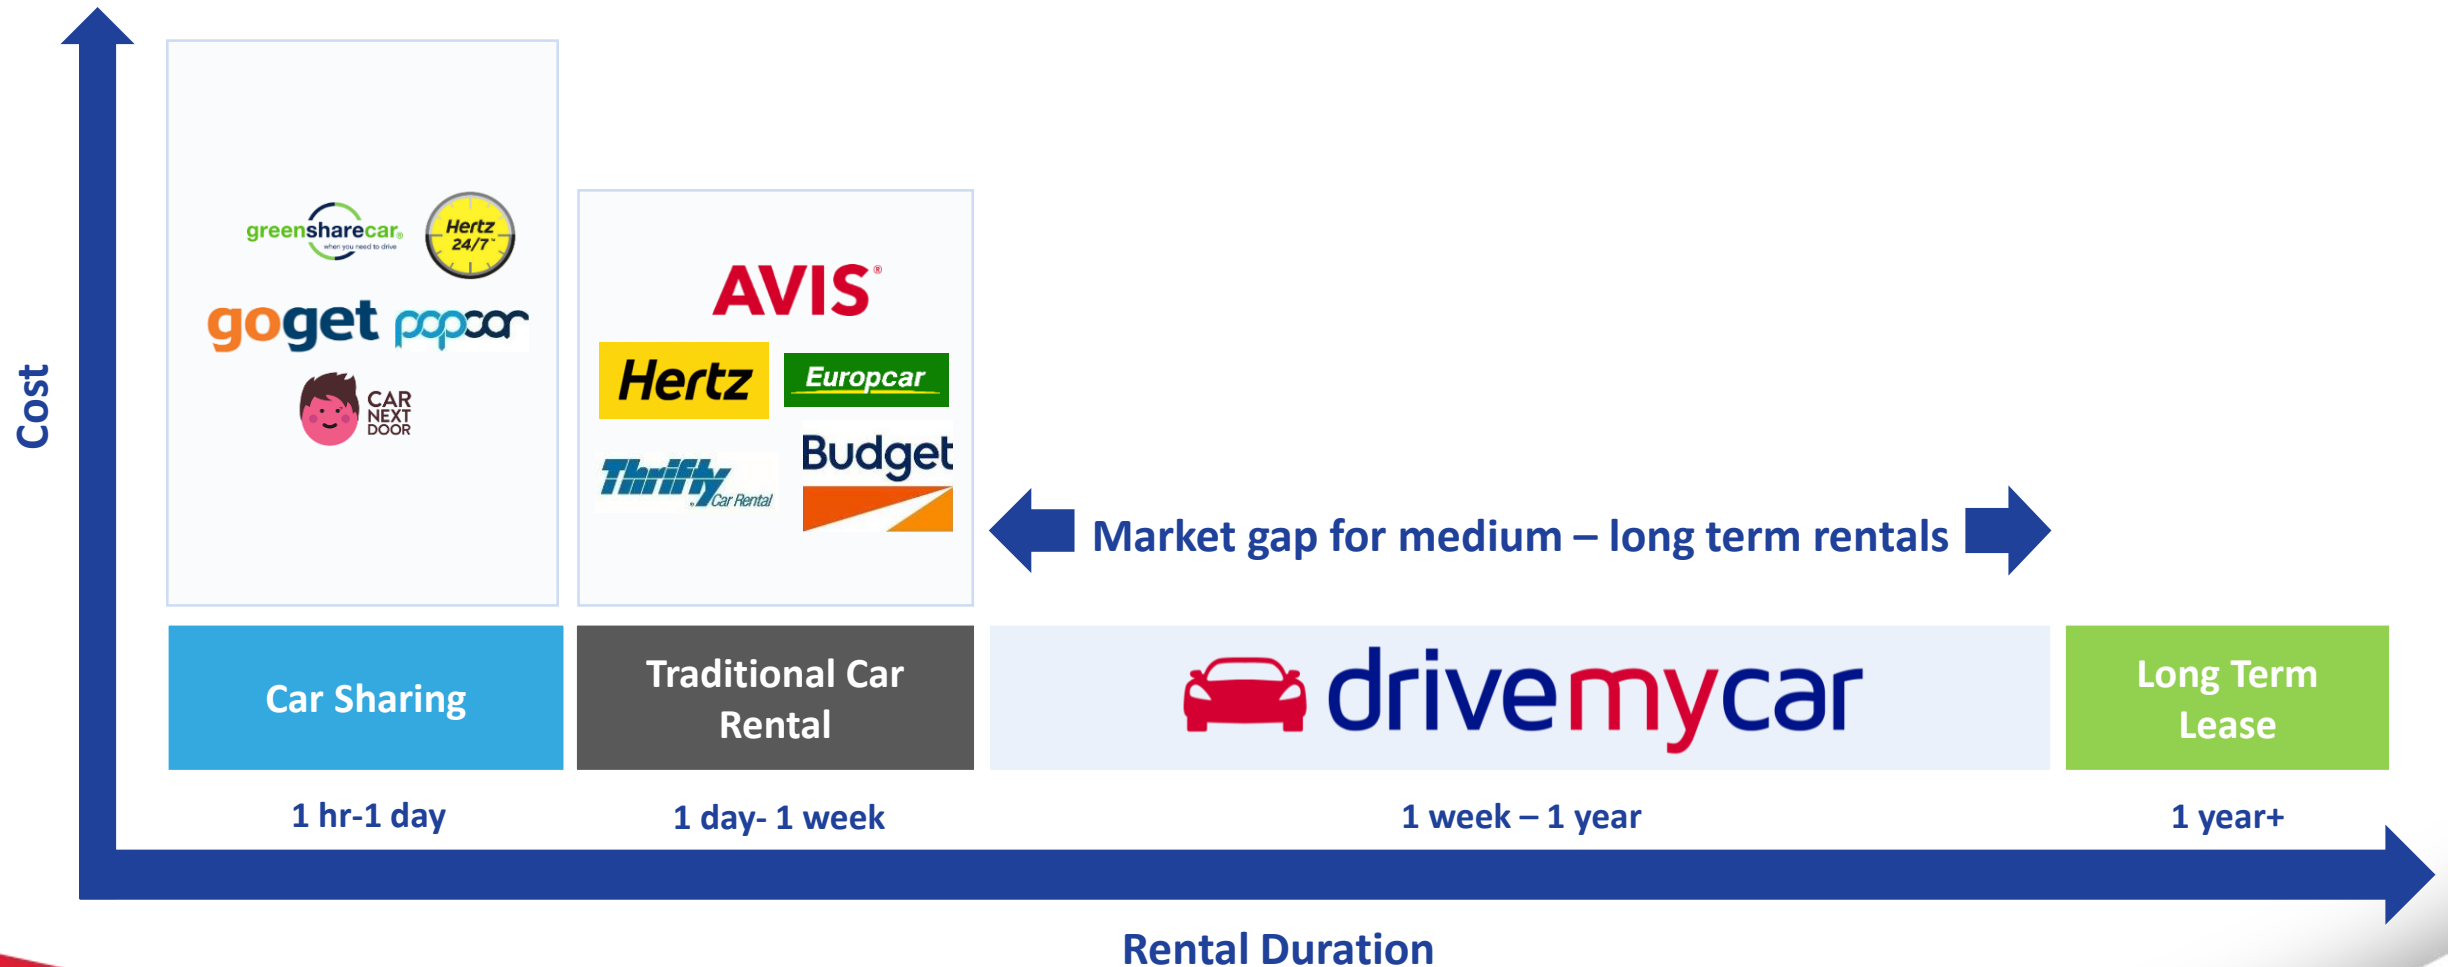 Cost
greensharecar®
when you need to drive
Hertz
24/7™
goget
popcar
CAR
NEXT
DOOR
AVIS®
Hertz
Europcar
Thrifty
Car Rental
Budget
Market gap for medium – long term rentals
Car Sharing
Traditional Car
Rental
drivemycar
Long Term
Lease
1 hr-1 day
1 day- 1 week
1 week – 1 year
1 year+
Rental Duration